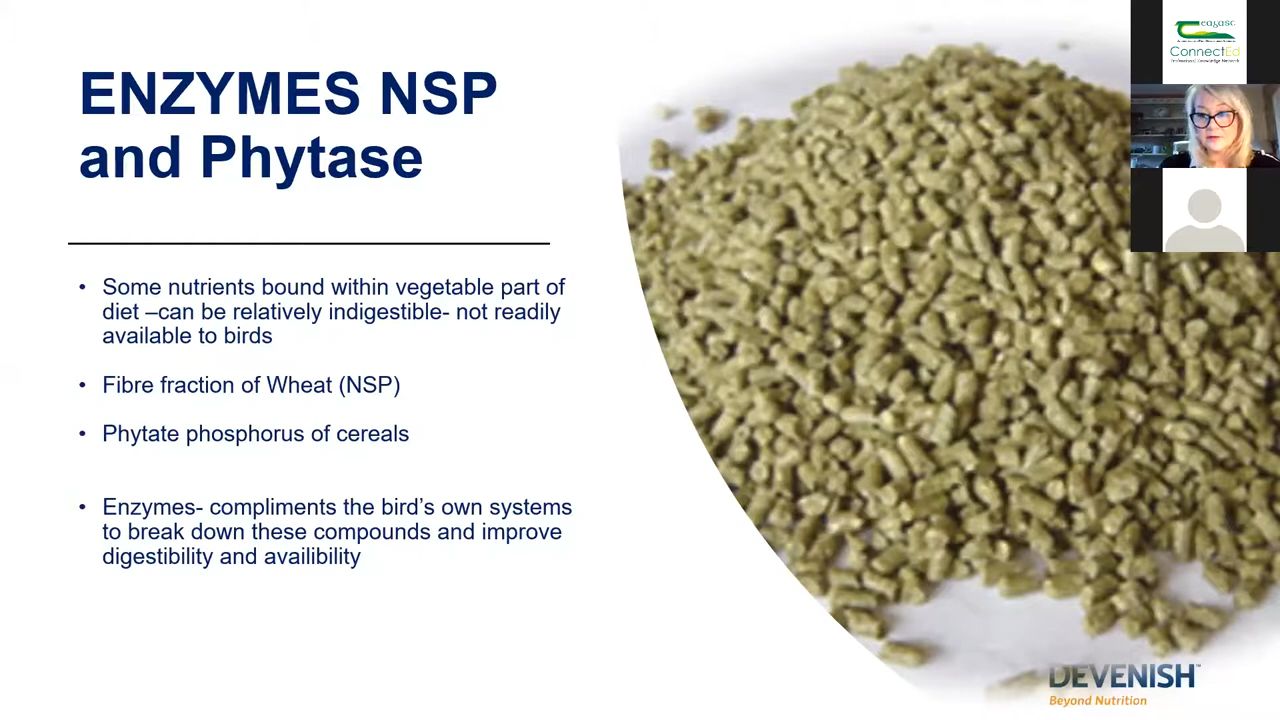 ENZYMES NSP
and Phytase
• Some nutrients bound within vegetable part of
diet –can be relatively indigestible- not readily
available to birds
• Fibre fraction of Wheat (NSP)
• Phytate phosphorus of cereals
• Enzymes- compliments the bird’s own systems
to break down these compounds and improve
digestibility and availibility
eagasc
ConnectEd
DEVENISH™
Beyond Nutrition